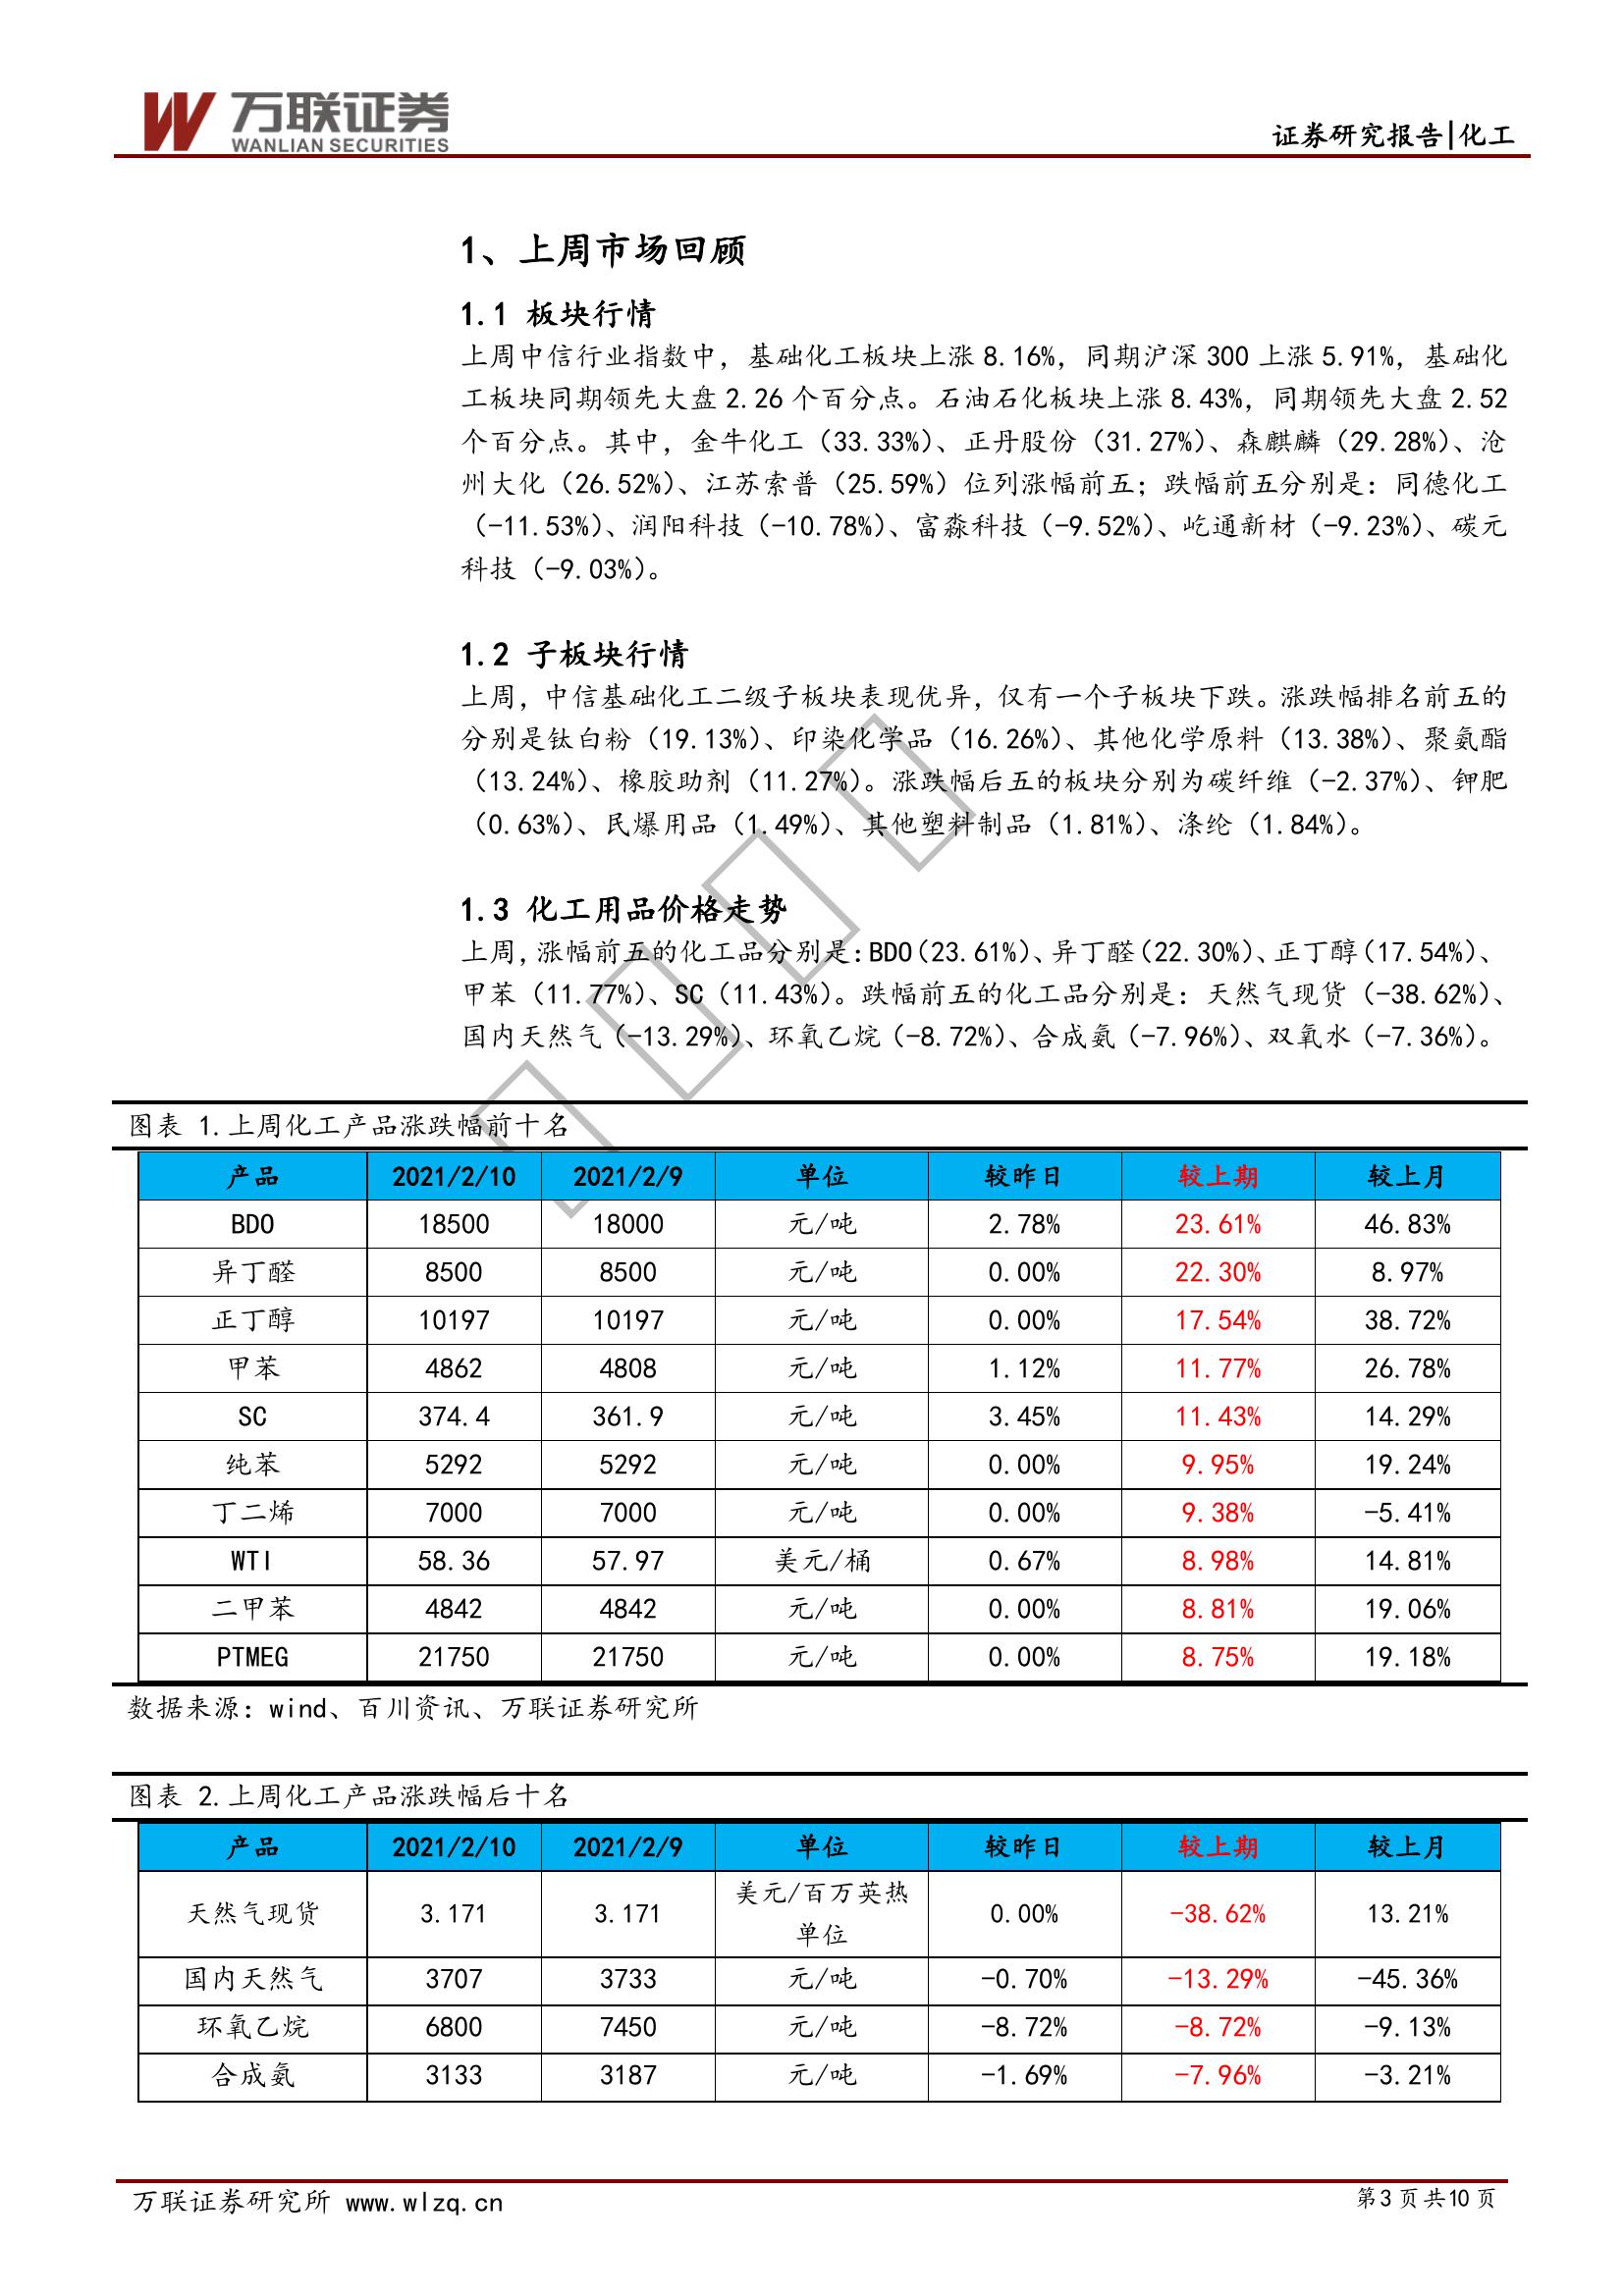 万联证券
WANLIAN SECURITIES
证券研究报告|化工
1、上周市场回顾
1.1 板块行情
上周中信行业指数中，基础化工板块上涨 8.16%，同期沪深 300 上涨 5.91%，基础化
工板块同期领先大盘 2.26 个百分点。石油石化板块上涨 8.43%，同期领先大盘 2.52
个百分点。其中，金牛化工（33.33%）、正丹股份（31.27%）、森麒麟（29.28%）、沧
州大化（26.52%）、江苏索普（25.59%）位列涨幅前五；跌幅前五分别是：同德化工
（-11.53%）、润阳科技（-10.78%）、富淼科技（-9.52%）、屹通新材（-9.23%）、碳元
科技（-9.03%）。
1.2 子板块行情
上周，中信基础化工二级子板块表现优异，仅有一个子板块下跌。涨跌幅排名前五的
分别是钛白粉（19.13%）、印染化学品（16.26%）、其他化学原料（13.38%）、聚氨酯
（13.24%）、橡胶助剂（11.27%）。涨跌幅后五的板块分别为碳纤维（-2.37%）、钾肥
（0.63%）、民爆用品（1.49%）、其他塑料制品（1.81%）、涤纶（1.84%）。
1.3 化工用品价格走势
上周，涨幅前五的化工品分别是：BDO（23.61%）、异丁醛（22.30%）、正丁醇（17.54%）、
甲苯（11.77%）、SC（11.43%）。跌幅前五的化工品分别是：天然气现货（-38.62%）、
国内天然气（-13.29%）、环氧乙烷（-8.72%）、合成氨（-7.96%）、双氧水（-7.36%）。
图表 1.上周化工产品涨跌幅前十名
产品 2021/2/10 2021/2/9 单位 较昨日 较上期 较上月
BDO 18500 18000 元/吨 2.78% 23.61% 46.83%
异丁醛 8500 8500 元/吨 0.00% 22.30% 8.97%
正丁醇 10197 10197 元/吨 0.00% 17.54% 38.72%
甲苯 4862 4808 元/吨 1.12% 11.77% 26.78%
SC 374.4 361.9 元/吨 3.45% 11.43% 14.29%
纯苯 5292 5292 元/吨 0.00% 9.95% 19.24%
丁二烯 7000 7000 元/吨 0.00% 9.38% -5.41%
WTI 58.36 57.97 美元/桶 0.67% 8.98% 14.81%
二甲苯 4842 4842 元/吨 0.00% 8.81% 19.06%
PTMEG 21750 21750 元/吨 0.00% 8.75% 19.18%
数据来源：wind、百川资讯、万联证券研究所
图表 2.上周化工产品涨跌幅后十名
产品 2021/2/10 2021/2/9 单位 较昨日 较上期 较上月
天然气现货 3.171 3.171 美元/百万英热
单位 0.00% -38.62% 13.21%
国内天然气 3707 3733 元/吨 -0.70% -13.29% -45.36%
环氧乙烷 6800 7450 元/吨 -8.72% -8.72% -9.13%
合成氨 3133 3187 元/吨 -1.69% -7.96% -3.21%
万联证券研究所 www.wlzq.cn
第 3 页 共 10 页